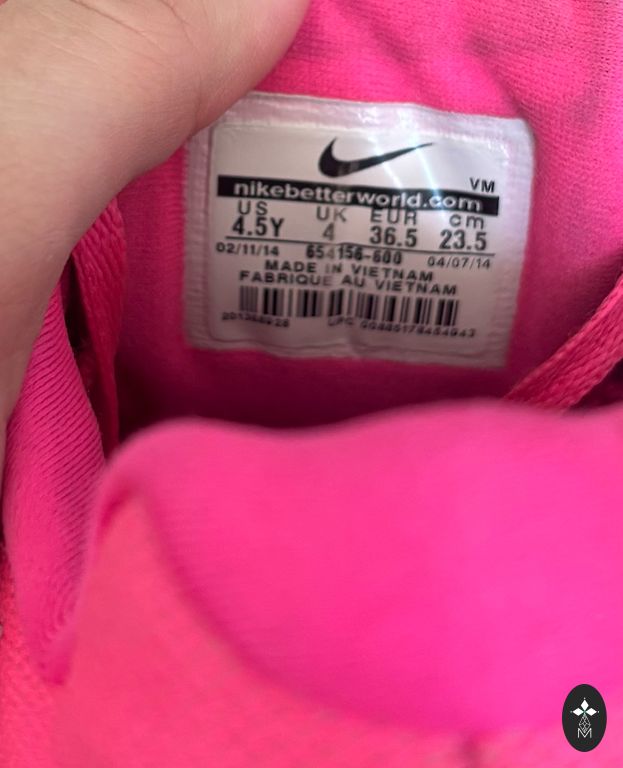 VM
nikebetterworld.com
US UK EUR cm
4.5Y 4 36.5 23.5
02/11/14 654156-600 04/07/14
MADE IN VIETNAM
FABRIQUE AU VIETNAM
UPC
M